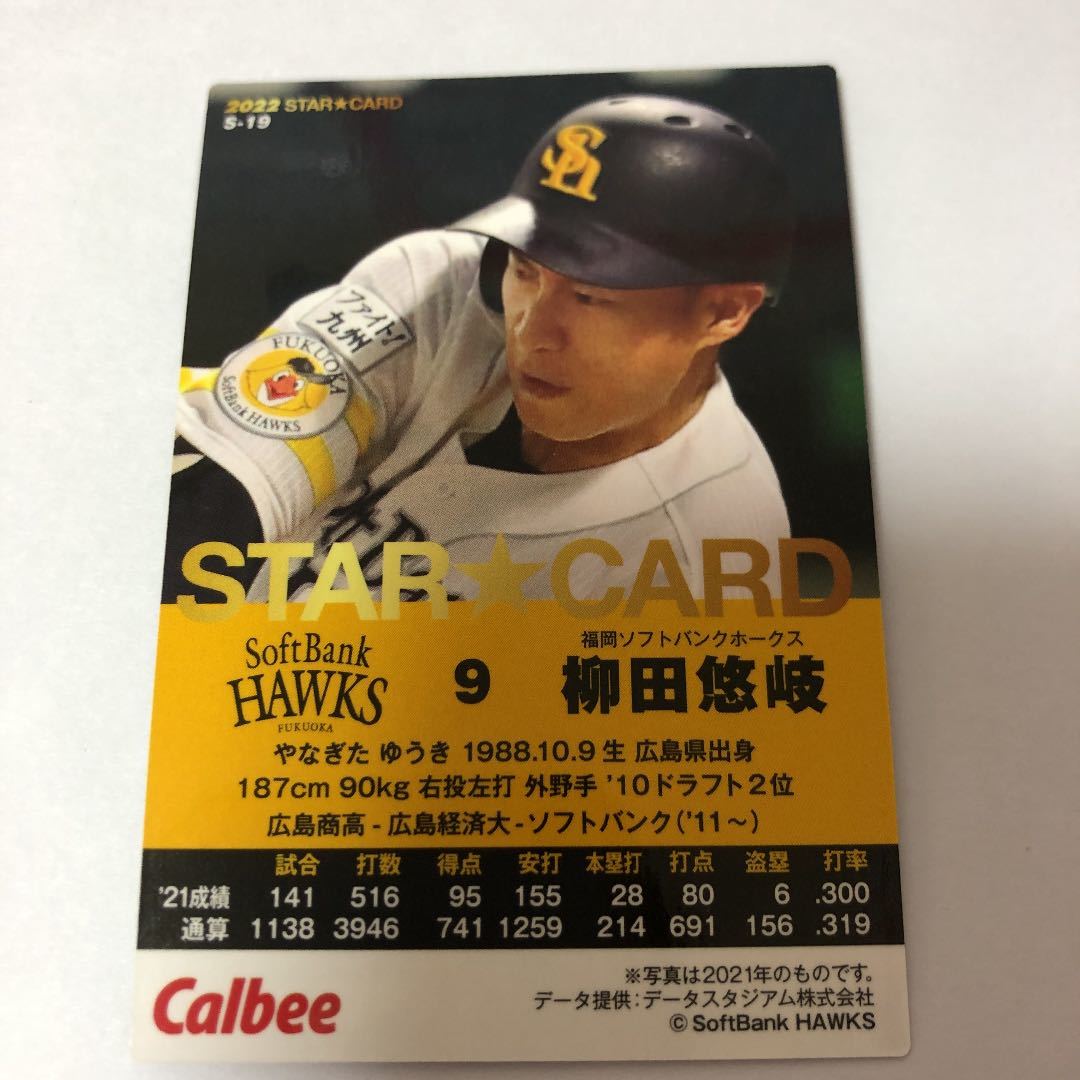 2022 STAR★CARD
S-19
Sh
ファイト!
九州
FUKUOKA
SoftBank HAWKS
STAR★CARD
SoftBank
HAWKS
FUKUOKA
9
福岡ソフトバンクホークス
柳田悠岐
やなぎた ゆうき 1988.10.9生 広島県出身
187cm 90kg 右投左打 外野手 '10ドラフト2位
広島商高-広島経済大-ソフトバンク('11〜)
試合 打数 得点 安打 本塁打 打点 盗塁 打率
'21成績 141 516 95 155 28 80 6 .300
通算 1138 3946 741 1259 214 691 156 .319
Calbee
※写真は2021年のものです。
データ提供:データスタジアム株式会社
© SoftBank HAWKS